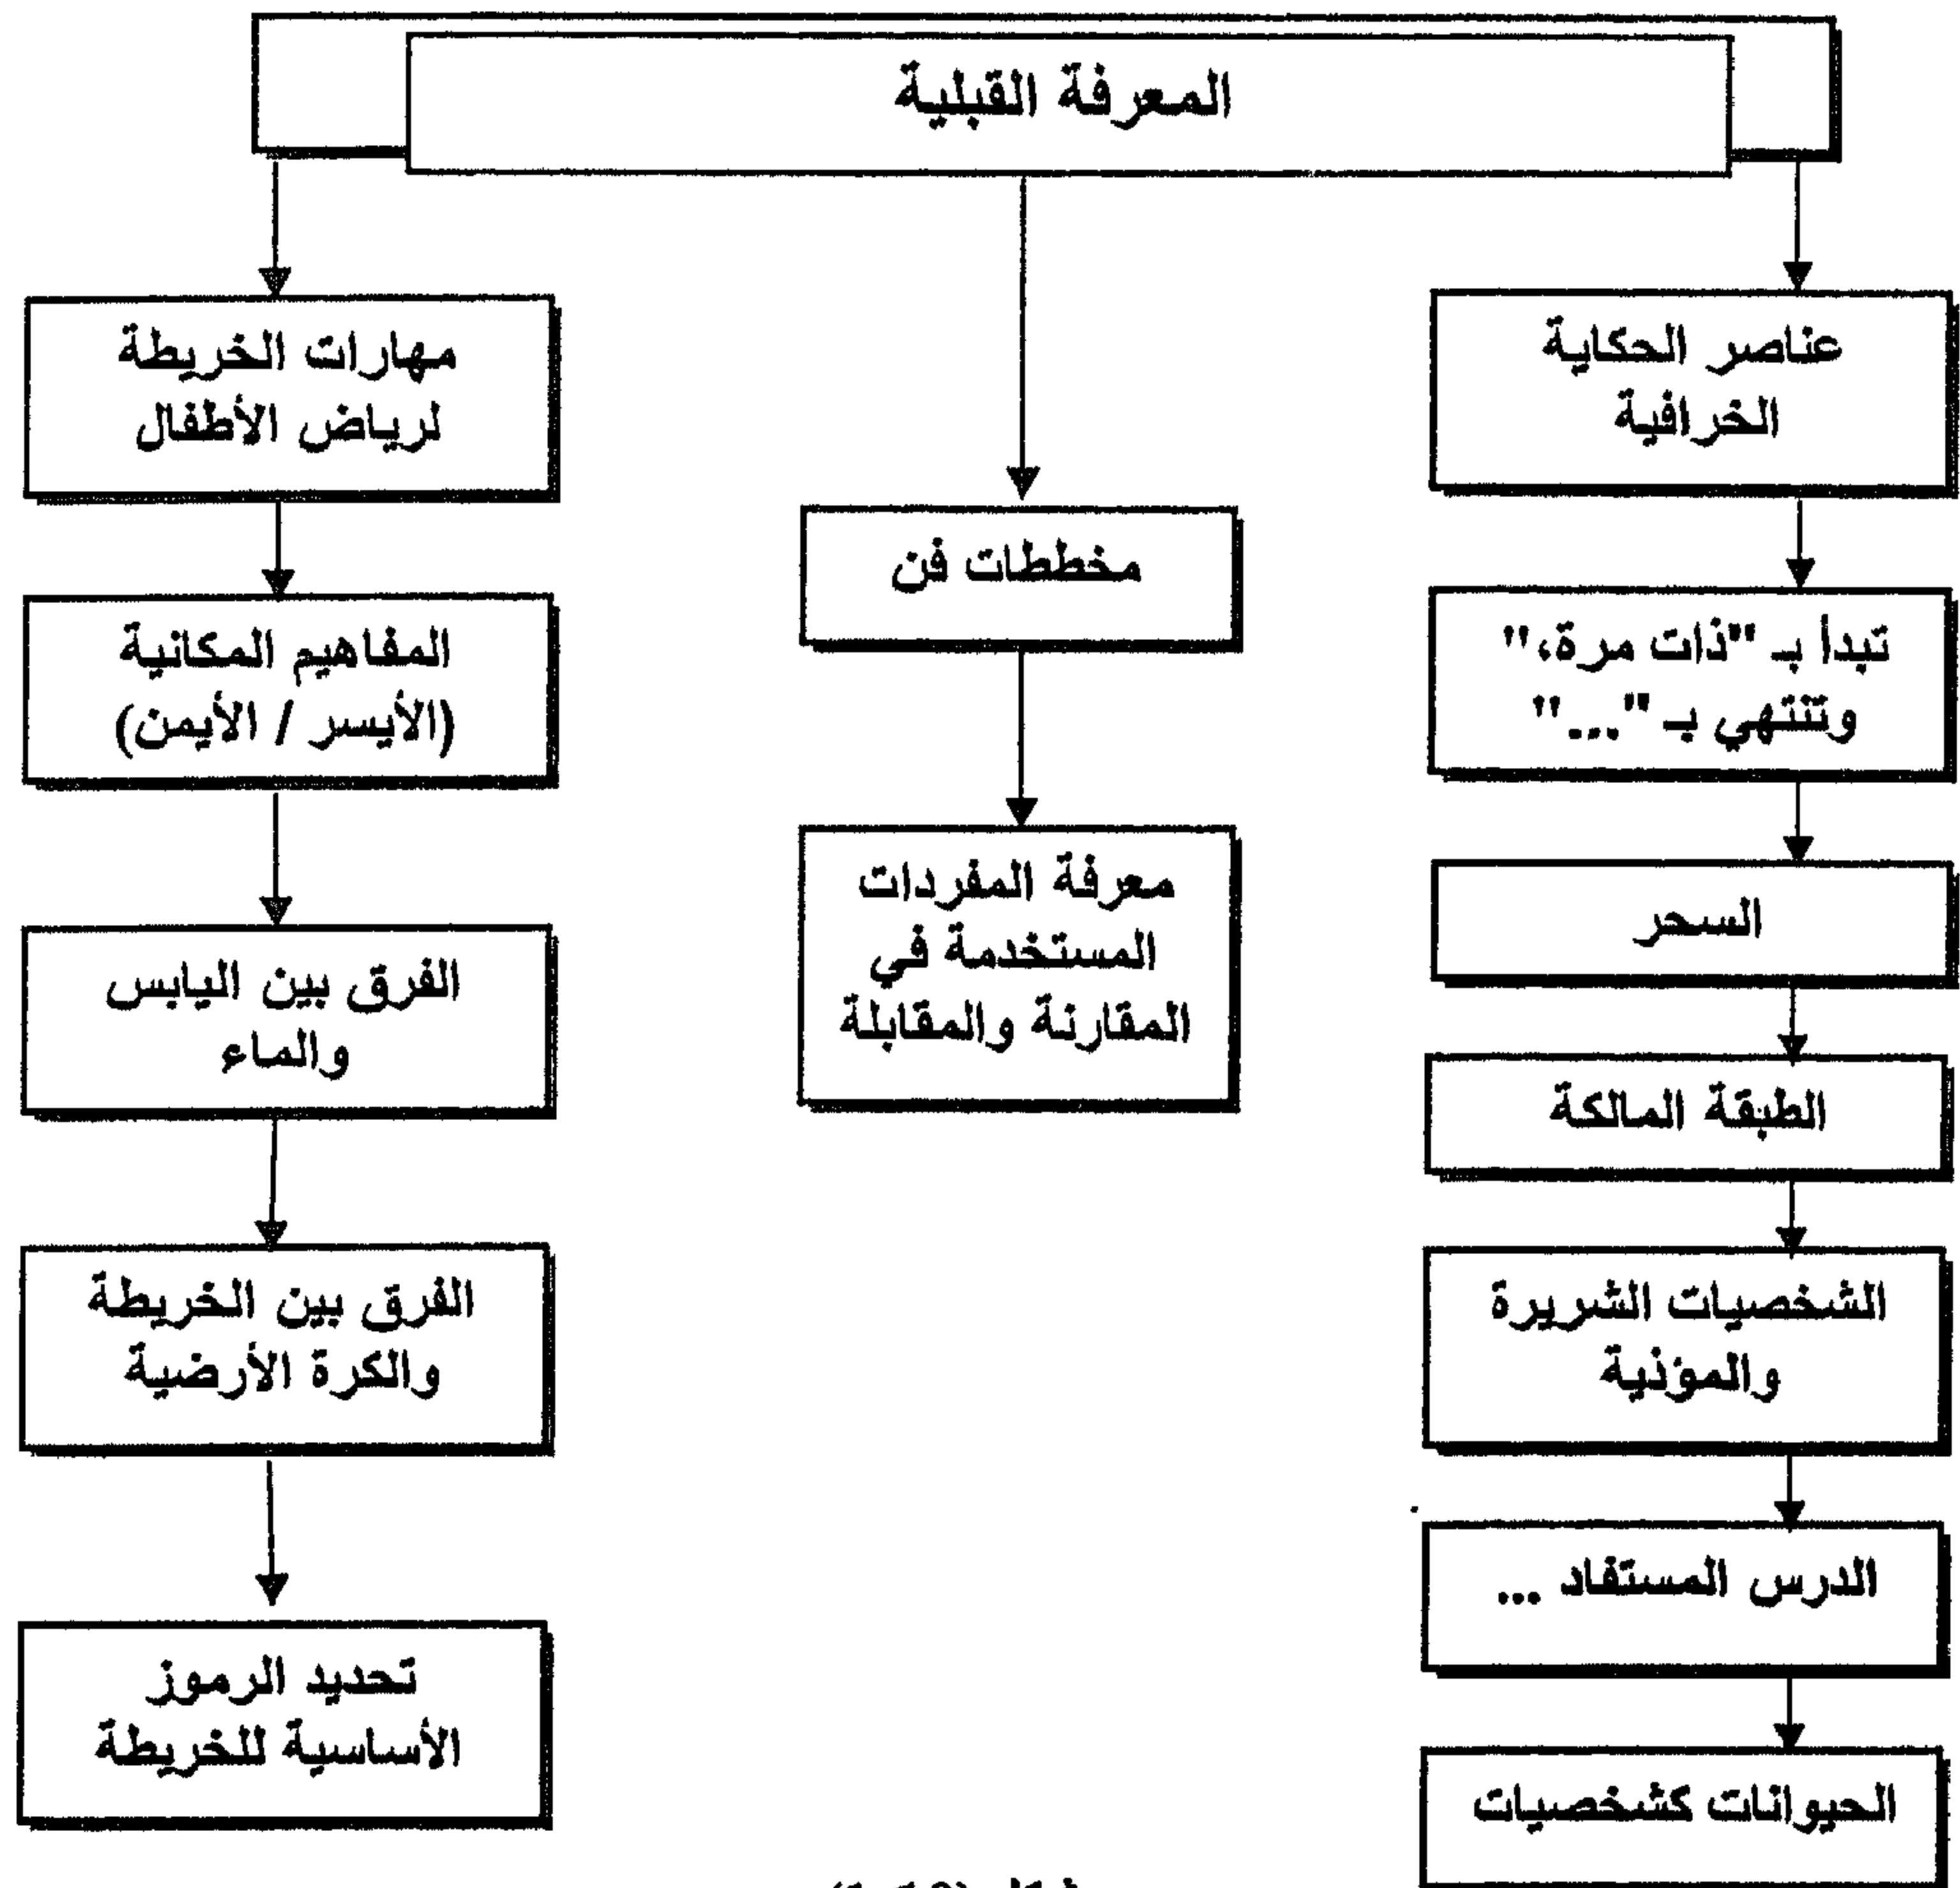 المعرفة القبلية
عناصر الحكاية
الخرافية
تبدأ بـ "ذات مرة،"
وتنتهي بـ "..."
السحر
الطبقة المالكة
الشخصيات الشريرة
والمؤذية
الدرس المستفاد ...
الحيوانات كشخصيات
مخططات فن
معرفة المفردات
المستخدمة في
المقارنة والمقابلة
مهارات الخريطة
لرياض الأطفال
المفاهيم المكانية
(الأيسر / الأيمن)
الفرق بين اليابس
والماء
الفرق بين الخريطة
والكرة الأرضية
تحديد الرموز
الأساسية للخريطة